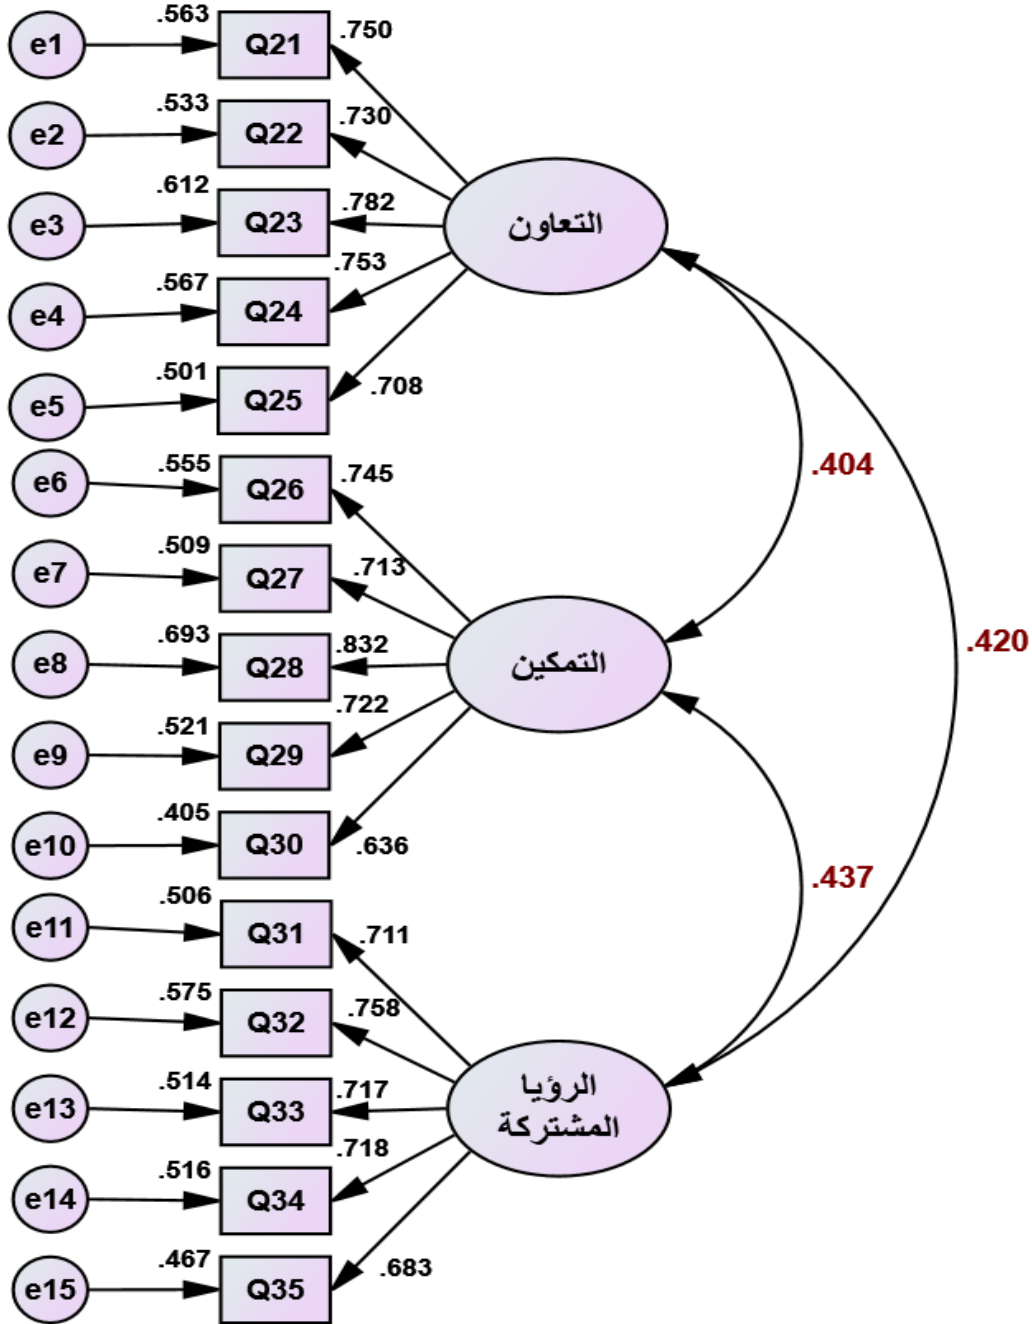 e1 .563 Q21 .750
e2 .533 Q22 .730
e3 .612 Q23 .782
التعاون
e4 .567 Q24 .753
e5 .501 Q25 .708
.404
e6 .555 Q26 .745
e7 .509 Q27 .713
e8 .693 Q28 .832
التمكين
.420
e9 .521 Q29 .722
e10 .405 Q30 .636
.437
e11 .506 Q31 .711
e12 .575 Q32 .758
e13 .514 Q33 .717
الرؤيا
المشتركة
e14 .516 Q34 .718
e15 .467 Q35 .683